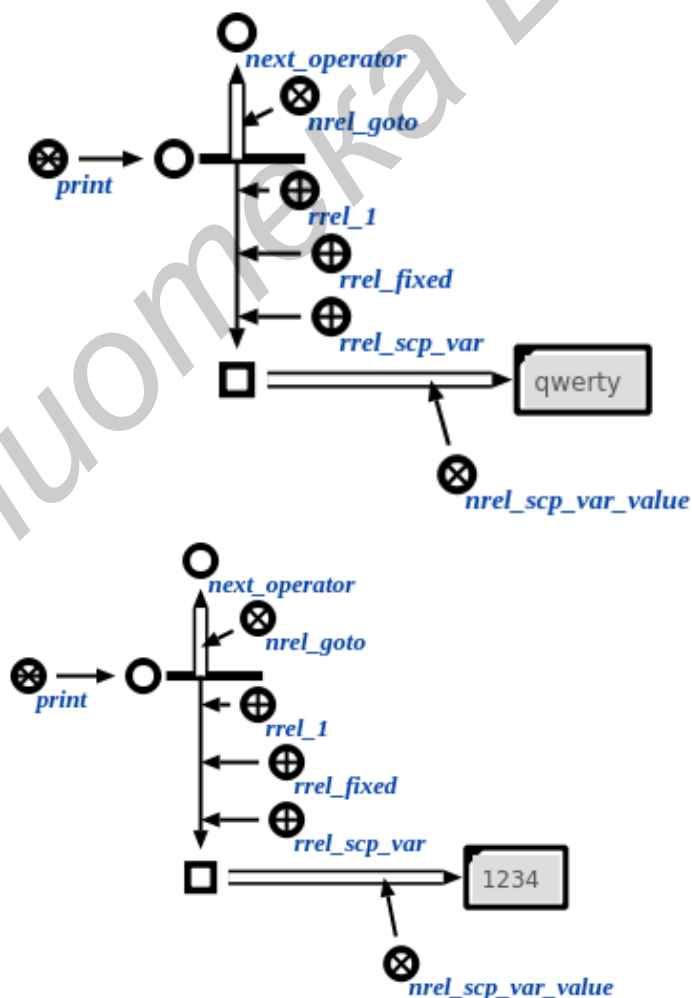 next_operator
nrel_goto
print
rrel_1
rrel_fixed
rrel_scp_var
qwerty
nrel_scp_var_value
next_operator
nrel_goto
print
rrel_1
rrel_fixed
rrel_scp_var
1234
nrel_scp_var_value